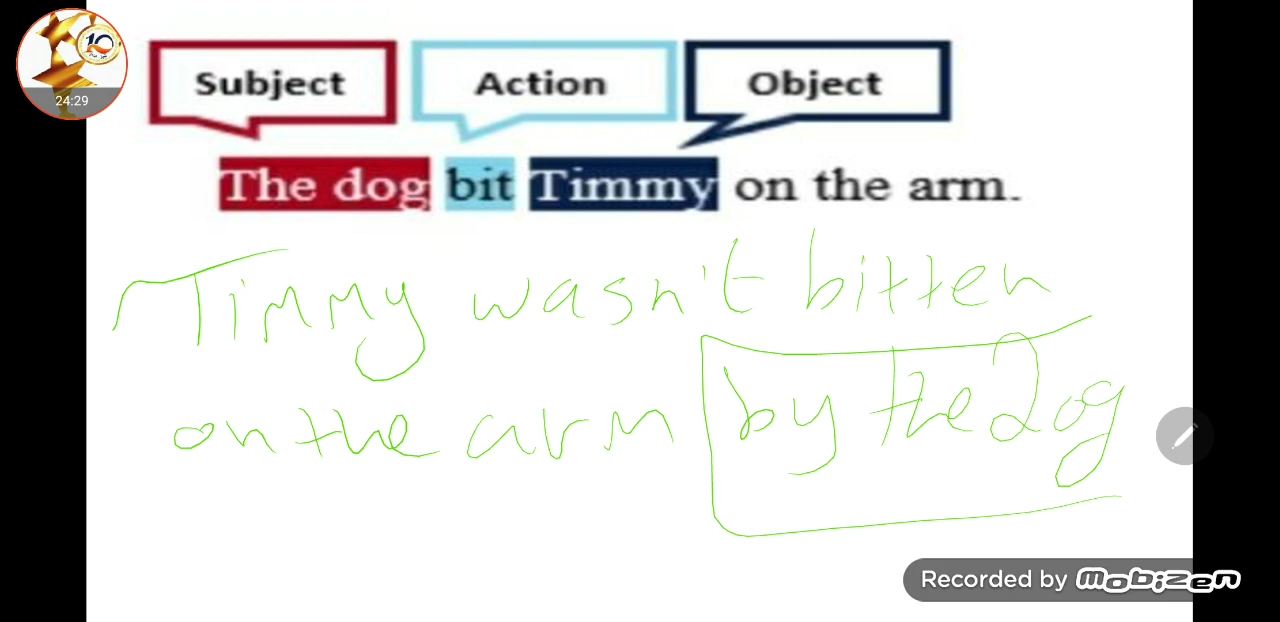 10
24:29
Subject Action Object
The dog bit Timmy on the arm.
Timmy wasn't bitten
on the arm by the dog
Recorded by Mobizen